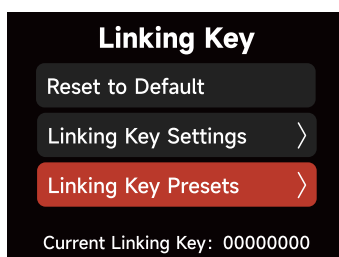 Linking Key
Reset to Default
Linking Key Settings
Linking Key Presets
Current Linking Key: 00000000